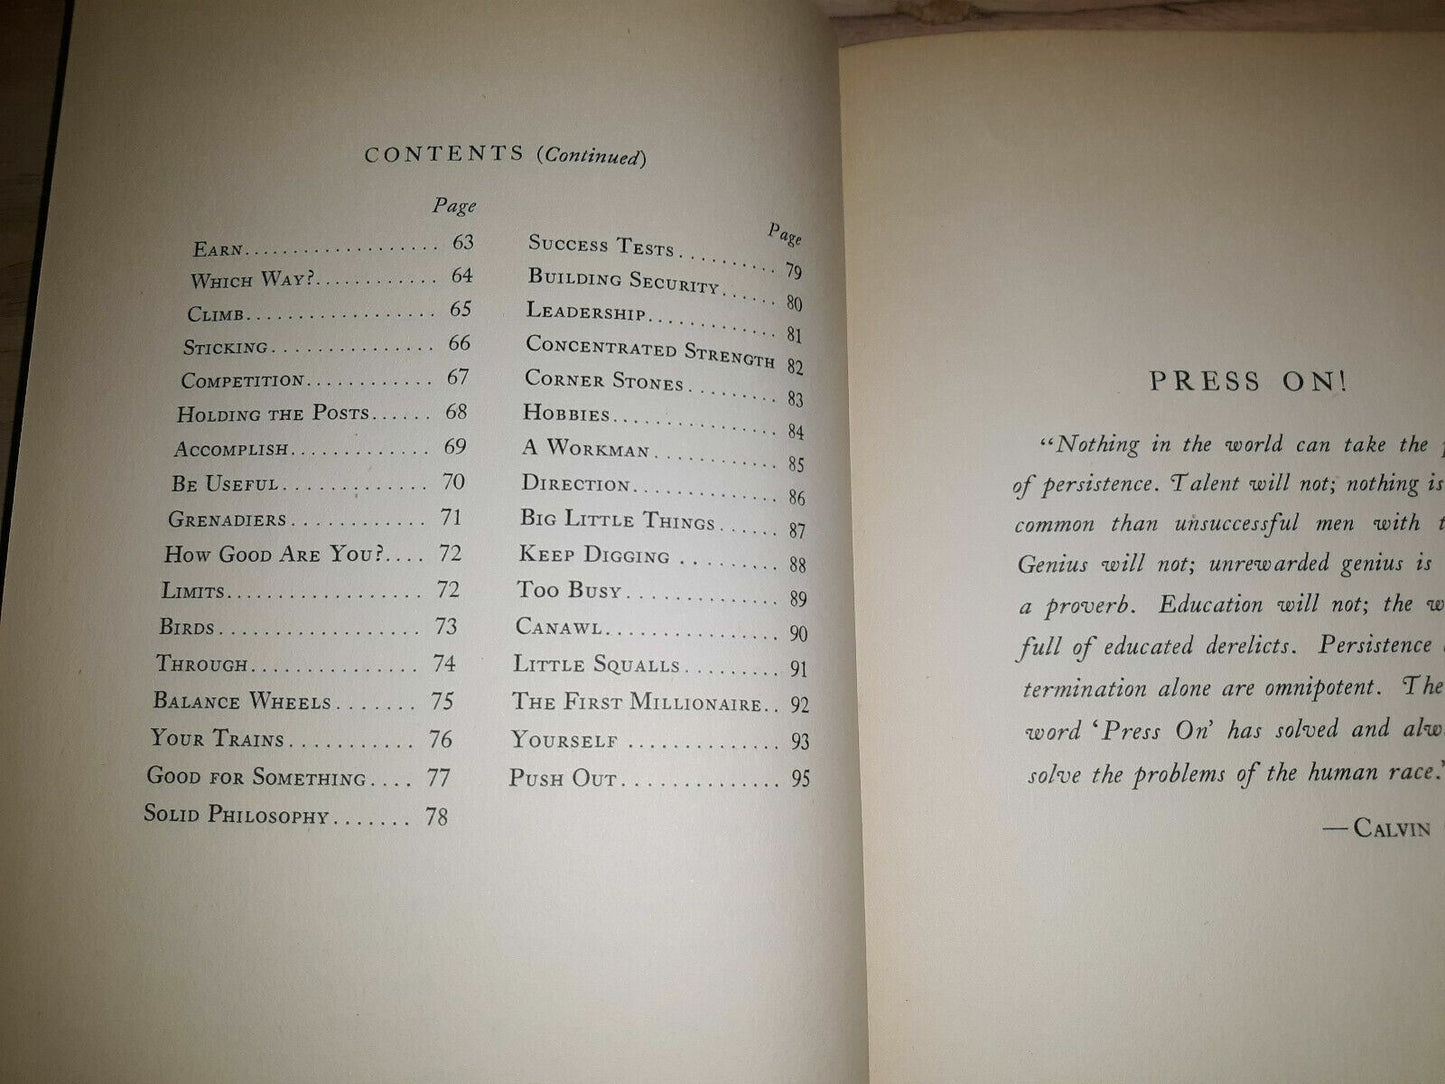 CONTENTS (Continued)
Page
EARN................... 63
WHICH WAY?............ 64
CLIMB.................. 65
STICKING................ 66
COMPETITION............ 67
HOLDING THE POSTS...... 68
ACCOMPLISH.............. 69
BE USEFUL.............. 70
GRENADIERS............. 71
HOW GOOD ARE YOU?.... 72
LIMITS................... 72
BIRDS................... 73
THROUGH................ 74
BALANCE WHEELS....... 75
YOUR TRAINS............ 76
GOOD FOR SOMETHING.... 77
SOLID PHILOSOPHY....... 78
Page
SUCCESS TESTS.......... 79
BUILDING SECURITY...... 80
LEADERSHIP............ 81
CONCENTRATED STRENGTH 82
CORNER STONES......... 83
HOBBIES................ 84
A WORKMAN............ 85
DIRECTION.............. 86
BIG LITTLE THINGS...... 87
KEEP DIGGING ......... 88
TOO BUSY.............. 89
CANAWL................ 90
LITTLE SQUALLS......... 91
THE FIRST MILLIONAIRE.. 92
YOURSELF .............. 93
PUSH OUT.............. 95
PRESS ON!
"Nothing in the world can take the
of persistence. Talent will not; nothing is
common than unsuccessful men with
Genius will not; unrewarded genius is
a proverb. Education will not; the
full of educated derelicts. Persistence
termination alone are omnipotent. The
word 'Press On' has solved and
solve the problems of the human race.
—CALVIN